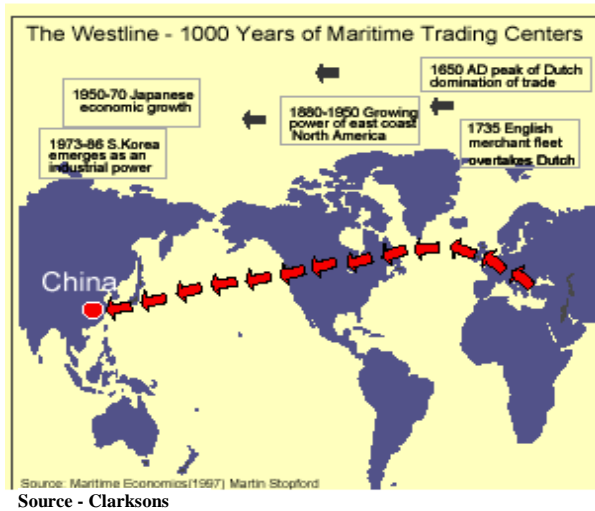 The Westline - 1000 Years of Maritime Trading Centers
1650 AD peak of Dutch
domination of trade
1950-70 Japanese
economic growth
1880-1950 Growing
power of east coast
North America
1735 English
merchant fleet
overtakes Dutch
1973-86 S.Korea
emerges as an
industrial power
China
Source: Maritime Economics(1997) Martin Stopford
Source - Clarksons